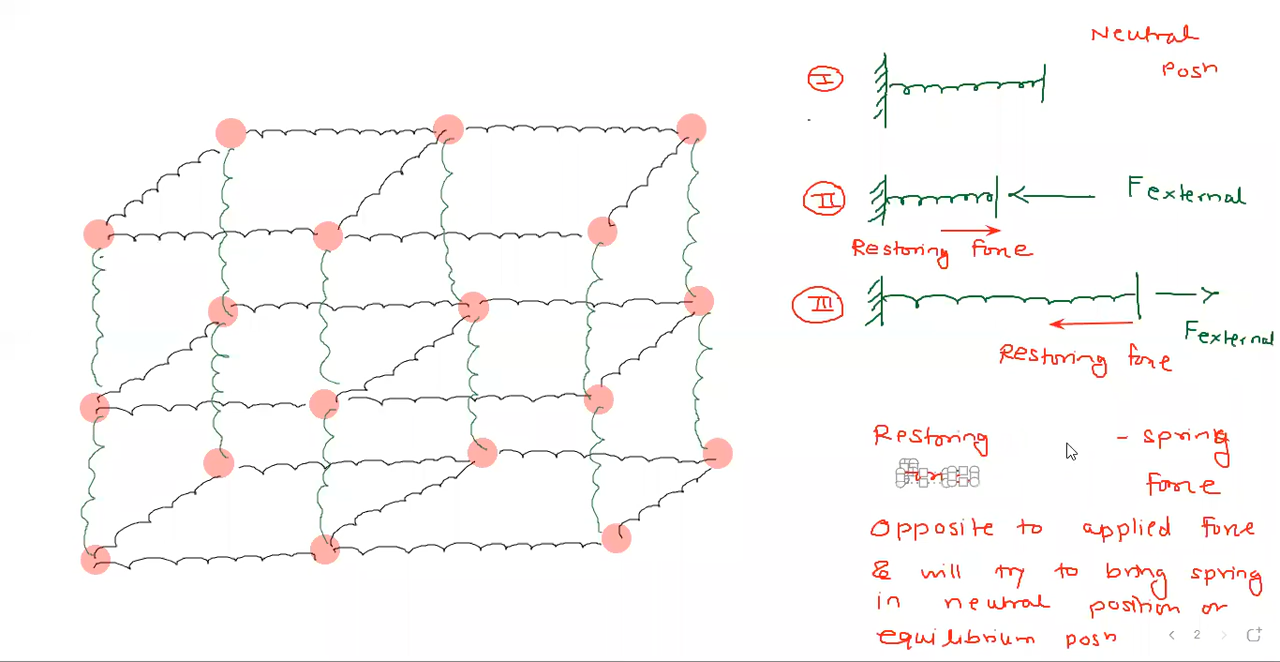 Neutral
posn
I
II
Fexternal
Restoring force
III
Fexternal
Restoring force
Restoring - spring
force
opposite to applied force
& will try to bring spring
in neutral position or
equilibrium posn
2